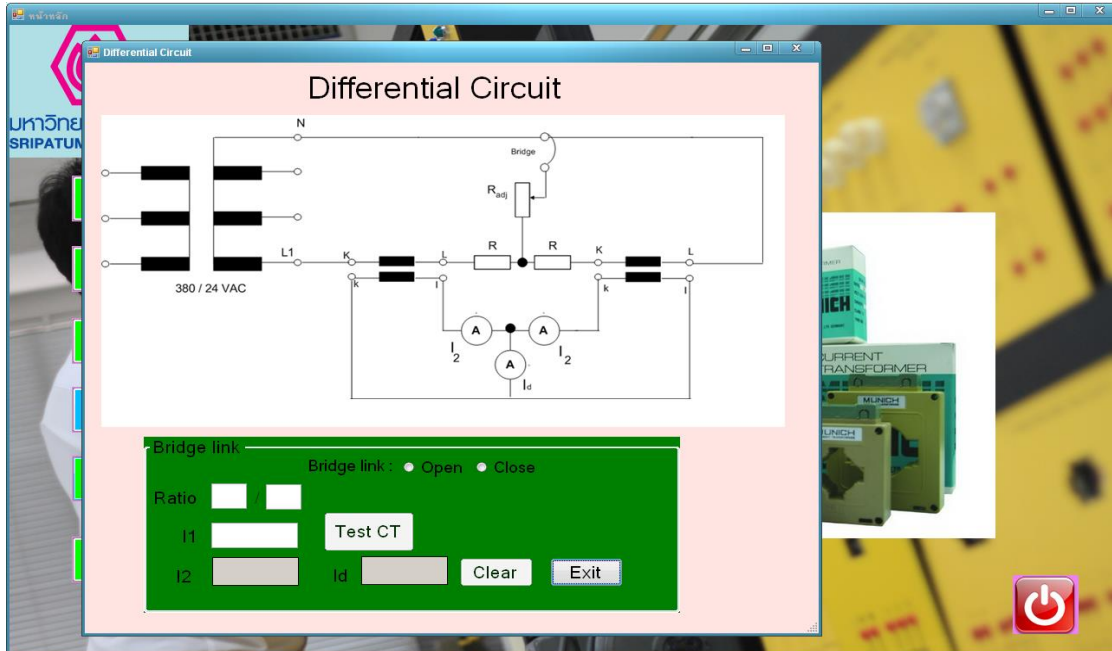 หน้าหลัก
Differential Circuit
มหาวิทย
SRIPATUM
Differential Circuit
N
Bridge
Radj
L1
K
L
R
R
K
L
k
l
k
l
380 / 24 VAC
A
A
I2
I2
A
Id
Bridge link
Bridge link : Open Close
Ratio /
I1
Test CT
I2
Id
Clear
Exit
CURRENT
TRANSFORMER
MUNICH
MUNICH